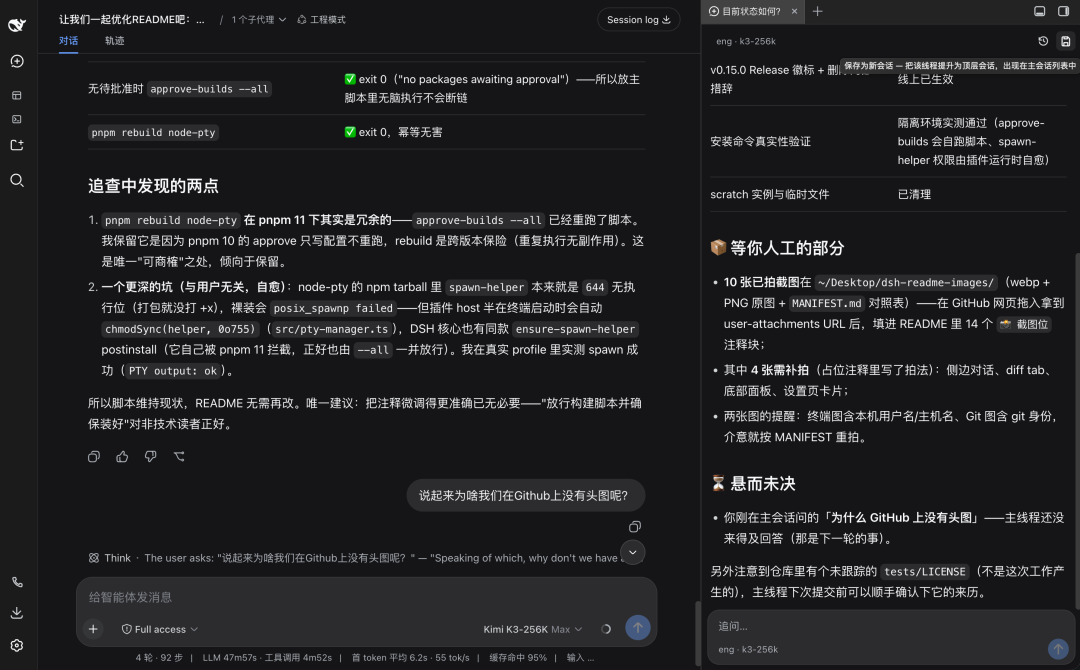 让我们一起优化README吧：...
/
1 个子代理
工程模式
Session log
对话
轨迹
无待批准时 approve-builds --all
✅ exit 0（"no packages awaiting approval"）——所以放主
脚本里无脑执行不会断链
pnpm rebuild node-pty
✅ exit 0，幂等无害
追查中发现的两点
1. pnpm rebuild node-pty 在 pnpm 11 下其实是冗余的——approve-builds --all 已经重跑了脚本。
我保留它是因为 pnpm 10 的 approve 只写配置不重跑，rebuild 是跨版本保险（重复执行无副作用）。这
是唯一"可商榷"之处，倾向于保留。
2. 一个更深的坑（与用户无关，自愈）：node-pty 的 npm tarball 里 spawn-helper 本来就是 644 无执
行位（打包就没打 +x），裸装会 posix_spawnp failed——但插件 host 半在终端启动时会自动
chmodSync(helper, 0o755)（src/pty-manager.ts），DSH 核心也有同款 ensure-spawn-helper
postinstall（它自己被 pnpm 11 拦截，正好也由 --all 一并放行）。我在真实 profile 里实测 spawn 成
功（PTY output: ok）。
所以脚本维持现状，README 无需再改。唯一建议：把注释微调得更准确已无必要——"放行构建脚本并确
保装好"对非技术读者正好。
说起来为啥我们在Github上没有头图呢?
Think · The user asks: "说起来为啥我们在Github上没有头图呢？" — "Speaking of which, why don't we have a
给智能体发消息
Full access
Kimi K3-256K Max
4 轮 · 92 步 | LLM 47m57s · 工具调用 4m52s | 首 token 平均 6.2s · 55 tok/s | 缓存命中 95% | 输入 ...
目前状态如何?
eng · k3-256k
保存为新会话 — 把该线程提升为顶层会话，出现在主会话列表中
v0.15.0 Release 徽标 + 删
措辞
线上已生效
安装命令真实性验证
隔离环境实测通过（approve-
builds 会自跑脚本、spawn-
helper 权限由插件运行时自愈）
scratch 实例与临时文件
已清理
📦 等你人工的部分
• 10 张已拍截图在 ~/Desktop/dsh-readme-images/（webp +
PNG 原图 + MANIFEST.md 对照表）——在 GitHub 网页拖入拿到
user-attachments URL 后，填进 README 里 14 个 📸 截图位
注释块；
• 其中 4 张需补拍（占位注释里写了拍法）：侧边对话、diff tab、
底部面板、设置页卡片；
• 两张图的提醒：终端图含本机用户名/主机名、Git 图含 git 身份，
介意就按 MANIFEST 重拍。
⏳ 悬而未决
• 你刚在主会话问的「为什么 GitHub 上没有头图」——主线程还没
来得及回答（那是下一轮的事）。
另外注意到仓库里有个未跟踪的 tests/LICENSE（不是这次工作产
生的），主线程下次提交前可以顺手确认下它的来历。
追问...
eng · k3-256k